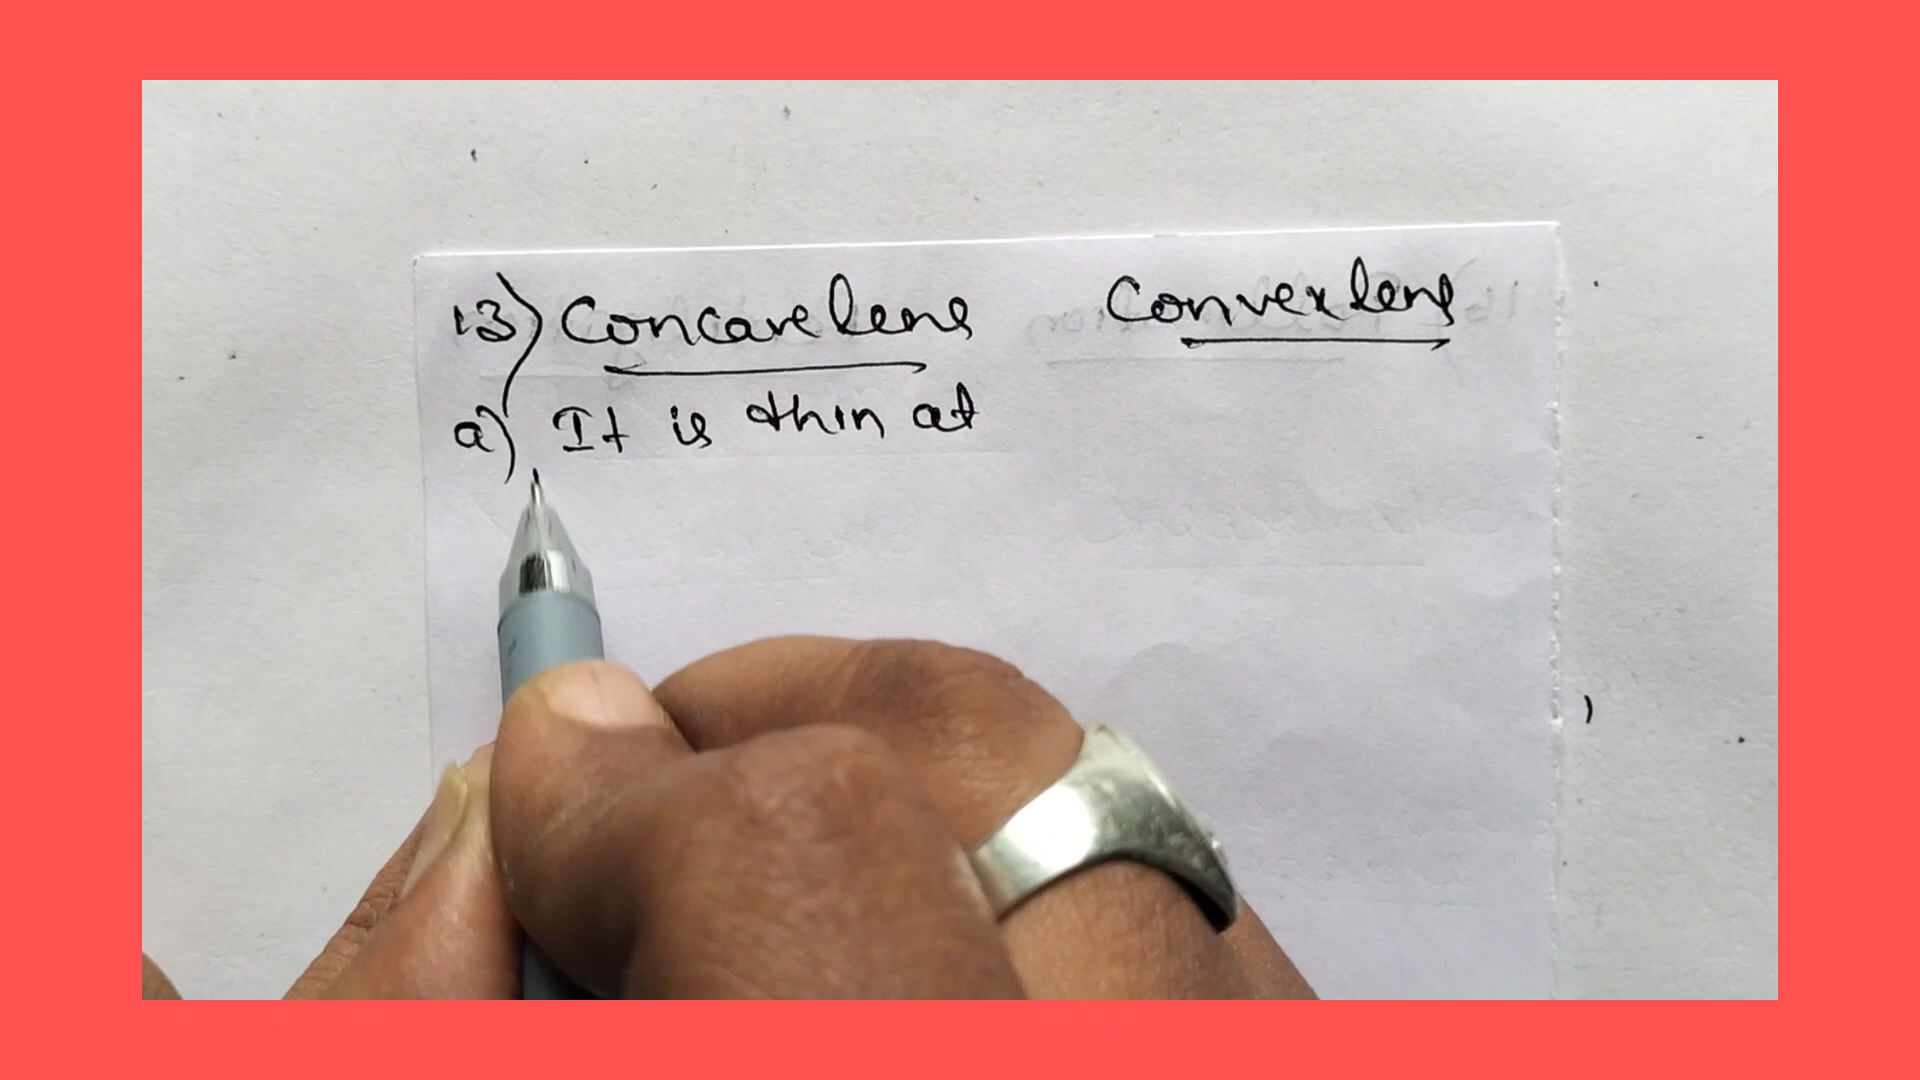 13) Concave lens Convex lens
a) It is thin at